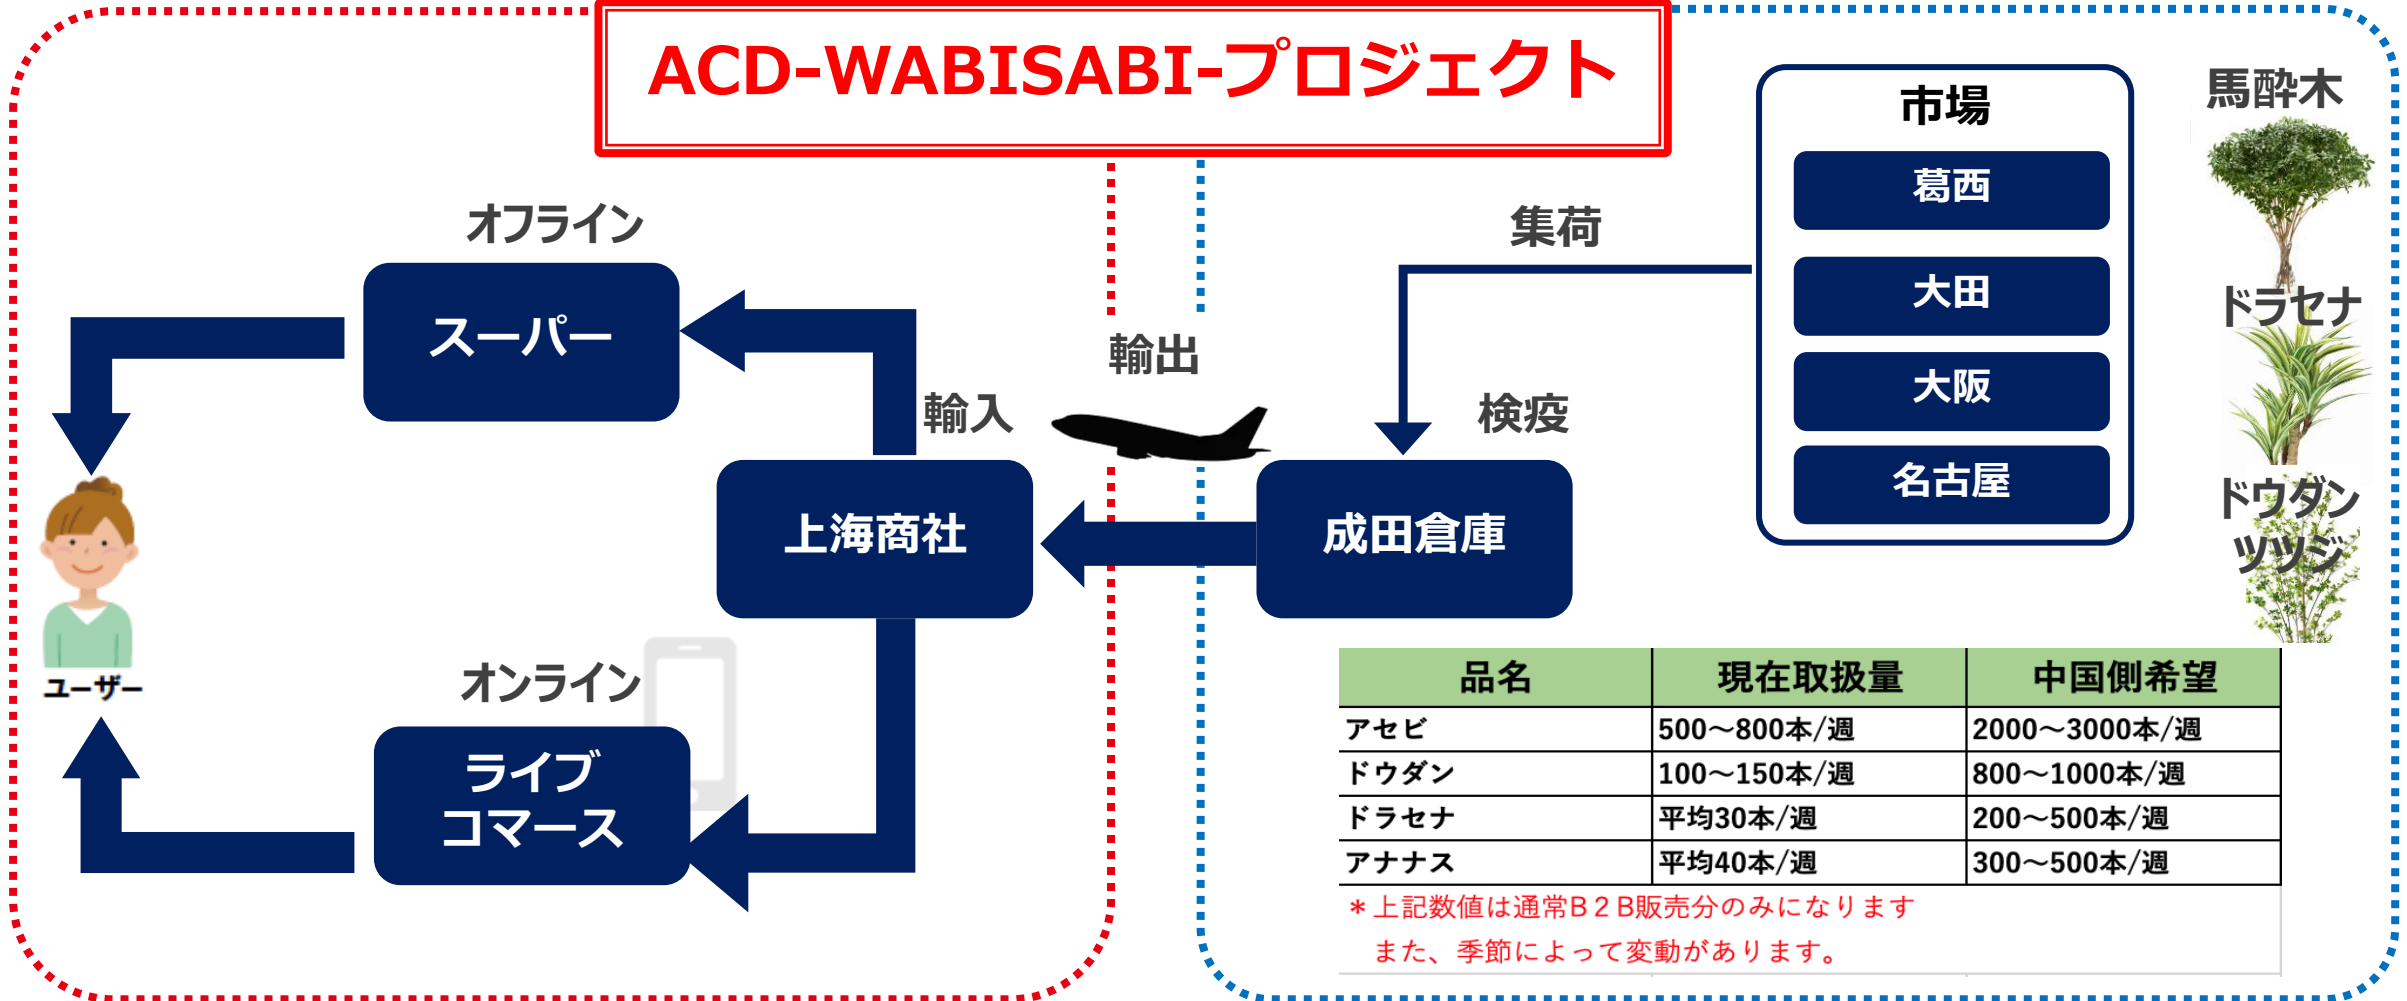 ACD-WABISABI-プロジェクト
市場
葛西
大田
大阪
名古屋
馬酔木
ドラセナ
ドウダン
ツツジ
集荷
検疫
成田倉庫
輸出
輸入
上海商社
オフライン
スーパー
オンライン
ライブ
コマース
ユーザー
品名 現在取扱量 中国側希望
アセビ 500～800本/週 2000～3000本/週
ドウダン 100～150本/週 800～1000本/週
ドラセナ 平均30本/週 200～500本/週
アナナス 平均40本/週 300～500本/週
＊上記数値は通常B２B販売分のみになります
また、季節によって変動があります。